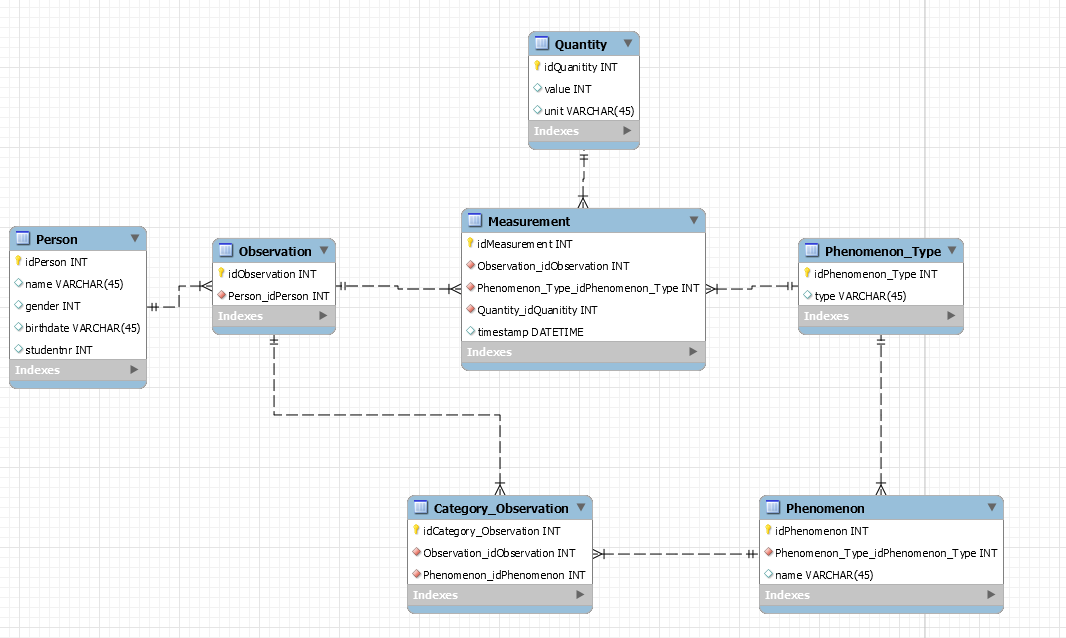 Quantity
idQuanitity INT
value INT
unit VARCHAR(45)
Indexes
Person
idPerson INT
name VARCHAR(45)
gender INT
birthdate VARCHAR(45)
studentnr INT
Indexes
Observation
idObservation INT
Person_idPerson INT
Indexes
Measurement
idMeasurement INT
Observation_idObservation INT
Phenomenon_Type_idPhenomenon_Type INT
Quantity_idQuanitity INT
timestamp DATETIME
Indexes
Phenomenon_Type
idPhenomenon_Type INT
type VARCHAR(45)
Indexes
Category_Observation
idCategory_Observation INT
Observation_idObservation INT
Phenomenon_idPhenomenon INT
Indexes
Phenomenon
idPhenomenon INT
Phenomenon_Type_idPhenomenon_Type INT
name VARCHAR(45)
Indexes